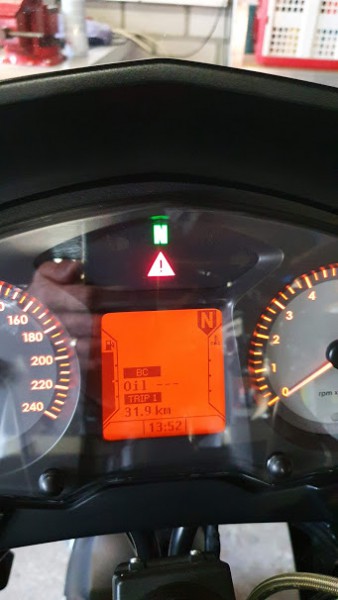 N
160
180
200
220
240
N
BC
Oil ---
TRIP 1
31.9 km
13:52
4
3
2
1
0
rpm x